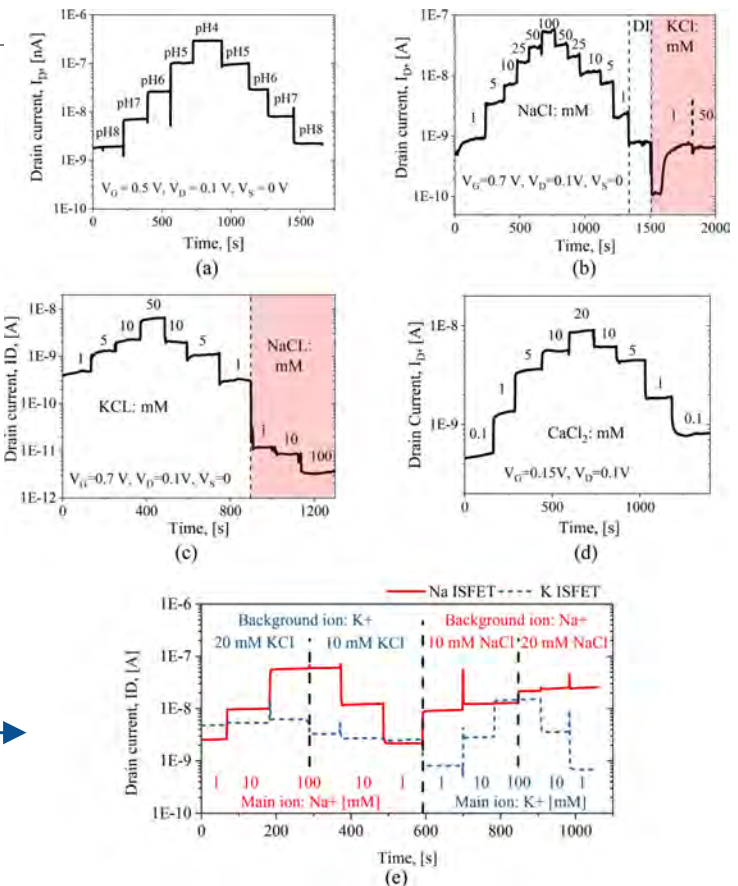 1E-6
1E-7
1E-8
1E-9
1E-10
Drain current, I_D, [nA]
pH8
pH7
pH6
pH5
pH4
pH5
pH6
pH7
pH8
V_G = 0.5 V, V_D = 0.1 V, V_S = 0 V
0 500 1000 1500
Time, [s]
(a)
1E-7
1E-8
1E-9
1E-10
Drain current, I_D, [A]
1
5
10
25
50
100
50
25
10
5
1
DI
KCl:
mM
1
50
NaCl: mM
V_G=0.7 V, V_D=0.1V, V_S=0
0 500 1000 1500 2000
Time, [s]
(b)
1E-8
1E-9
1E-10
1E-11
1E-12
Drain current, ID, [A]
1
5
10
50
10
5
1
NaCL:
mM
1
10
100
KCL: mM
V_G=0.7 V, V_D=0.1V, V_S=0
0 400 800 1200
Time, [s]
(c)
1E-8
1E-9
Drain Current, I_D, [A]
0.1
1
5
10
20
10
5
1
0.1
CaCl₂: mM
V_G=0.15V, V_D=0.1V
0 500 1000
Time, [s]
(d)
Na ISFET K ISFET
1E-6
1E-7
1E-8
1E-9
1E-10
Drain current, ID, [A]
Background ion: K+
20 mM KCl 10 mM KCl
Background ion: Na+
10 mM NaCl 20 mM NaCl
1 10 100 10 1
Main ion: Na+ [mM]
1 10 100 10 1
Main ion: K+ [mM]
0 200 400 600 800 1000
Time, [s]
(e)